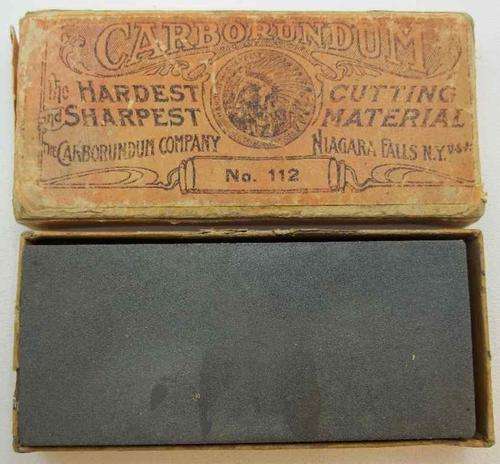 CARBORUNDUM
The HARDEST CUTTING
and SHARPEST MATERIAL
THE CARBORUNDUM COMPANY NIAGARA FALLS N.Y. U.S.A.
No. 112